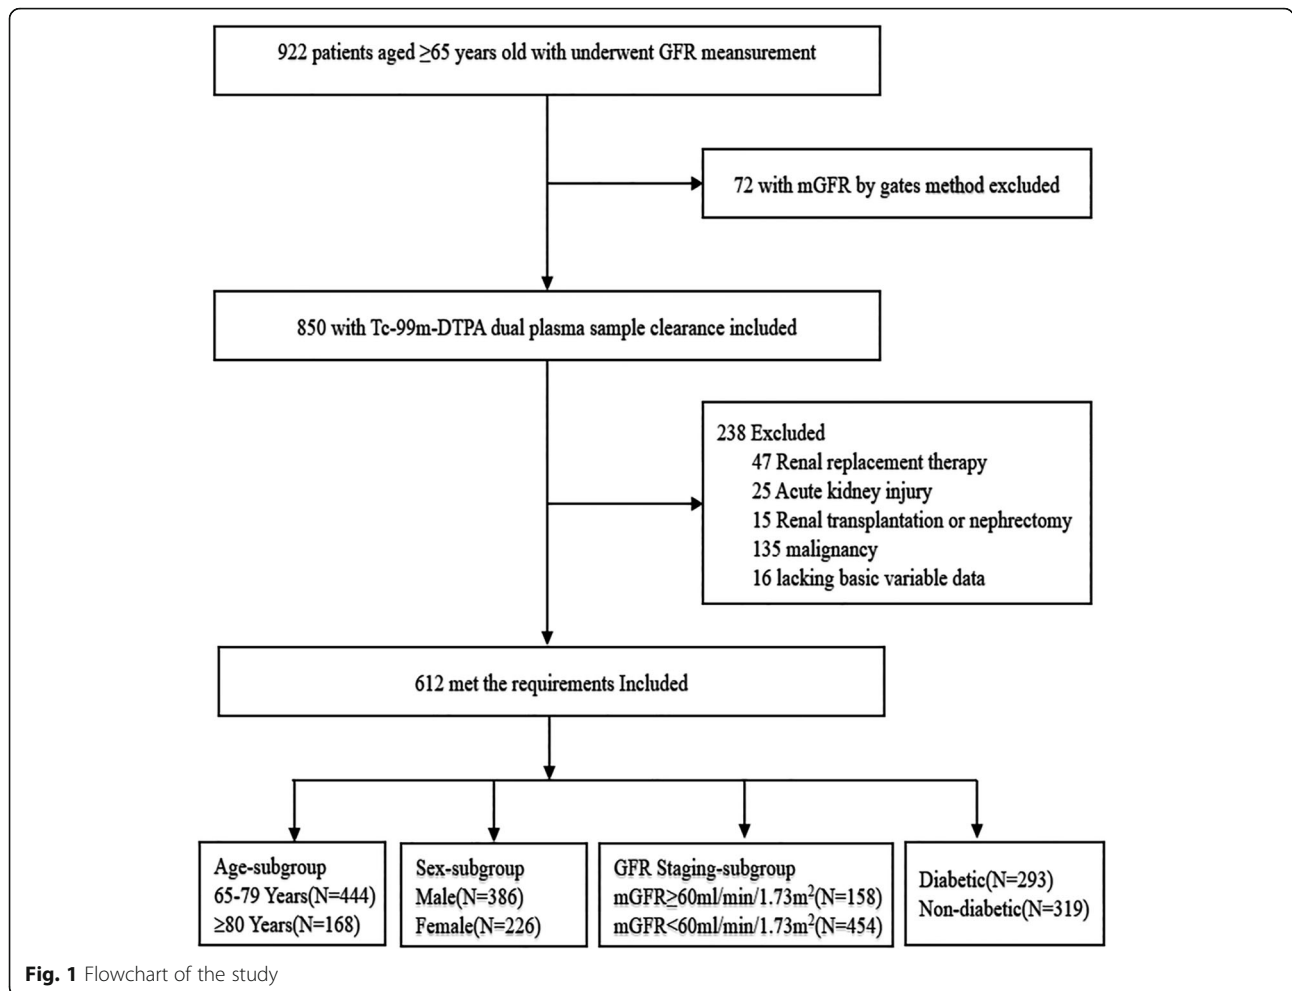 922 patients aged ≥65 years old with underwent GFR meansurement
72 with mGFR by gates method excluded
850 with Tc-99m-DTPA dual plasma sample clearance included
238 Excluded
47 Renal replacement therapy
25 Acute kidney injury
15 Renal transplantation or nephrectomy
135 malignancy
16 lacking basic variable data
612 met the requirements Included
Age-subgroup
65-79 Years(N=444)
≥80 Years(N=168)
Sex-subgroup
Male(N=386)
Female(N=226)
GFR Staging-subgroup
mGFR≥60ml/min/1.73m²(N=158)
mGFR<60ml/min/1.73m²(N=454)
Diabetic(N=293)
Non-diabetic(N=319)
Fig. 1 Flowchart of the study